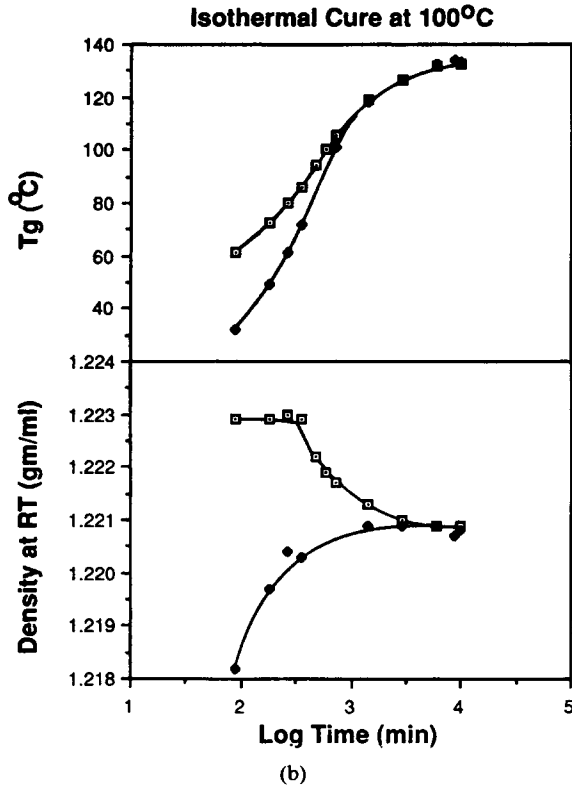 Isothermal Cure at 100°C
140
120
100
80
60
40
Tg (°C)
1.224
1.223
1.222
1.221
1.220
1.219
1.218
Density at RT (gm/ml)
1 2 3 4 5
Log Time (min)
(b)